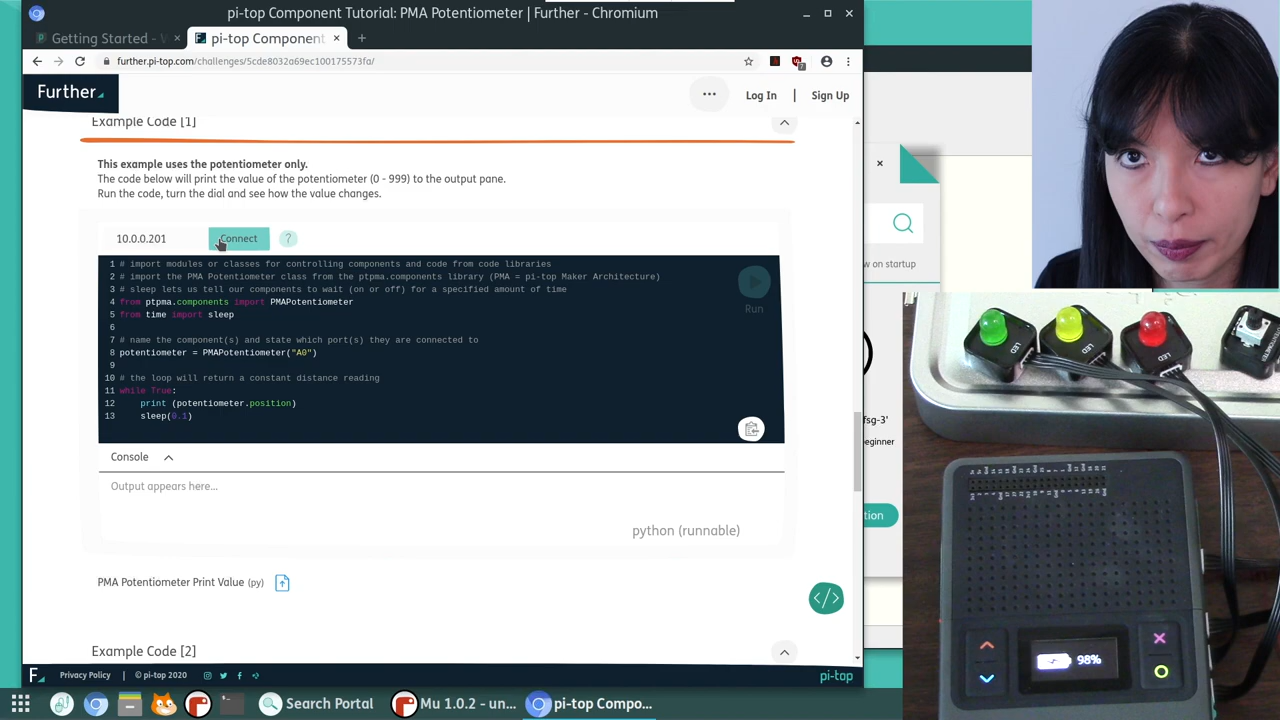 pi-top Component Tutorial: PMA Potentiometer | Further - Chromium
Getting Started - V
pi-top Component
further.pi-top.com/challenges/5cde8032a69ec100175573fa/
Further
Log In | Sign Up
Example Code [1]
This example uses the potentiometer only.
The code below will print the value of the potentiometer (0 - 999) to the output pane.
Run the code, turn the dial and see how the value changes.
10.0.0.201
Connect
?
1 # import modules or classes for controlling components and code from code libraries
2 # import the PMA Potentiometer class from the ptpma.components library (PMA = pi-top Maker Architecture)
3 # sleep lets us tell our components to wait (on or off) for a specified amount of time
4 from ptpma.components import PMAPotentiometer
5 from time import sleep
6
7 # name the component(s) and state which port(s) they are connected to
8 potentiometer = PMAPotentiometer("A0")
9
10 # the loop will return a constant distance reading
11 while True:
12 print (potentiometer.position)
13 sleep(0.1)
Run
Console
Output appears here...
python (runnable)
PMA Potentiometer Print Value (py)
</>
Example Code [2]
F
Privacy Policy | © pi-top 2020
pi-top
Search Portal
Mu 1.0.2 - un...
pi-top Compo...
w on startup
fsg-3'
eginner
tion
LED
LED
LED
98%